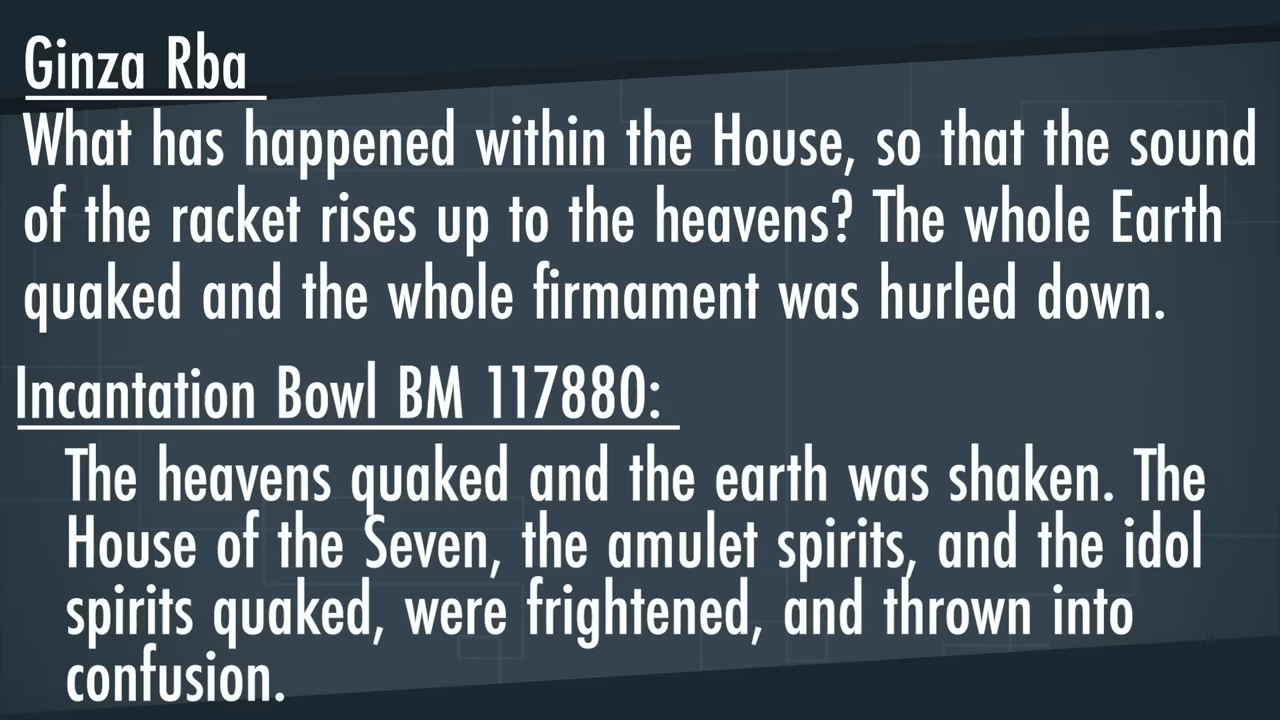 Ginza Rba
What has happened within the House, so that the sound
of the racket rises up to the heavens? The whole Earth
quaked and the whole firmament was hurled down.
Incantation Bowl BM 117880:
The heavens quaked and the earth was shaken. The
House of the Seven, the amulet spirits, and the idol
spirits quaked, were frightened, and thrown into
confusion.